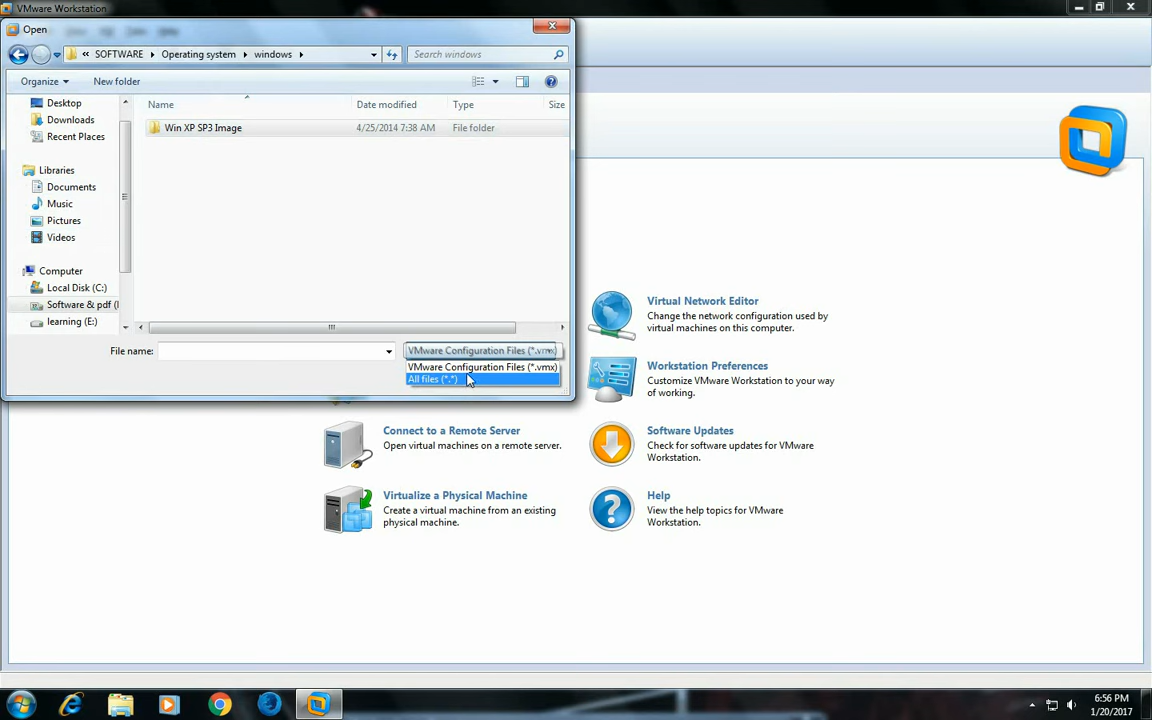 VMware Workstation
Open
« SOFTWARE Operating system windows
Search windows
Organize New folder
Name Date modified Type Size
Win XP SP3 Image 4/25/2014 7:38 AM File folder
Desktop
Downloads
Recent Places
Libraries
Documents
Music
Pictures
Videos
Computer
Local Disk (C:)
Software & pdf (
learning (E:)
File name:
VMware Configuration Files (*.vmx)
VMware Configuration Files (*.vmx)
All files (*.*)
Connect to a Remote Server
Open virtual machines on a remote server.
Virtualize a Physical Machine
Create a virtual machine from an existing
physical machine.
Virtual Network Editor
Change the network configuration used by
virtual machines on this computer.
Workstation Preferences
Customize VMware Workstation to your way
of working.
Software Updates
Check for software updates for VMware
Workstation.
Help
View the help topics for VMware
Workstation.
6:56 PM
1/20/2017